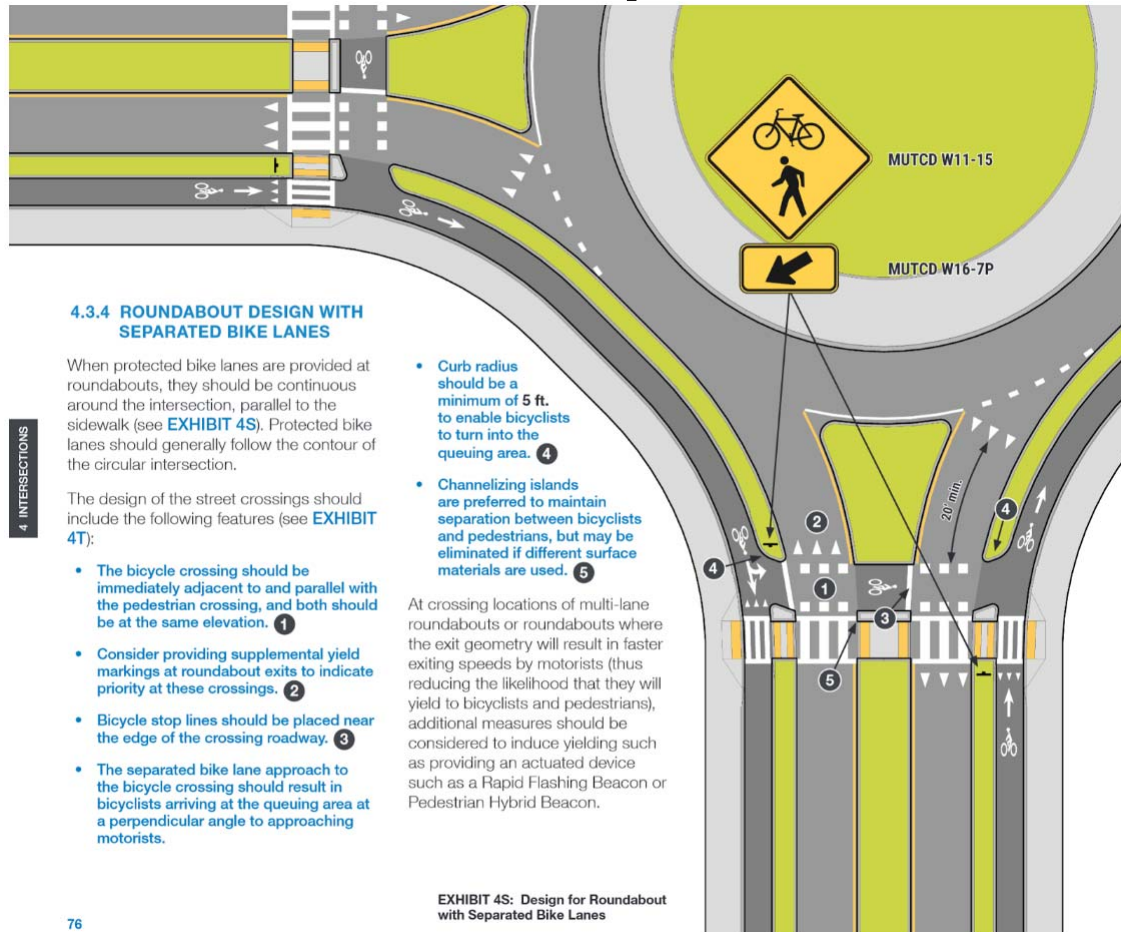 MUTCD W11-15
MUTCD W16-7P
4 INTERSECTIONS
4.3.4 ROUNDABOUT DESIGN WITH
SEPARATED BIKE LANES
When protected bike lanes are provided at
roundabouts, they should be continuous
around the intersection, parallel to the
sidewalk (see EXHIBIT 4S). Protected bike
lanes should generally follow the contour of
the circular intersection.
The design of the street crossings should
include the following features (see EXHIBIT
4T):
• The bicycle crossing should be
immediately adjacent to and parallel with
the pedestrian crossing, and both should
be at the same elevation. 1
• Consider providing supplemental yield
markings at roundabout exits to indicate
priority at these crossings. 2
• Bicycle stop lines should be placed near
the edge of the crossing roadway. 3
• The separated bike lane approach to
the bicycle crossing should result in
bicyclists arriving at the queuing area at
a perpendicular angle to approaching
motorists.
• Curb radius
should be a
minimum of 5 ft.
to enable bicyclists
to turn into the
queuing area. 4
• Channelizing islands
are preferred to maintain
separation between bicyclists
and pedestrians, but may be
eliminated if different surface
materials are used. 5
At crossing locations of multi-lane
roundabouts or roundabouts where
the exit geometry will result in faster
exiting speeds by motorists (thus
reducing the likelihood that they will
yield to bicyclists and pedestrians),
additional measures should be
considered to induce yielding such
as providing an actuated device
such as a Rapid Flashing Beacon or
Pedestrian Hybrid Beacon.
20' min.
4
2
4
1
3
5
EXHIBIT 4S: Design for Roundabout
with Separated Bike Lanes
76